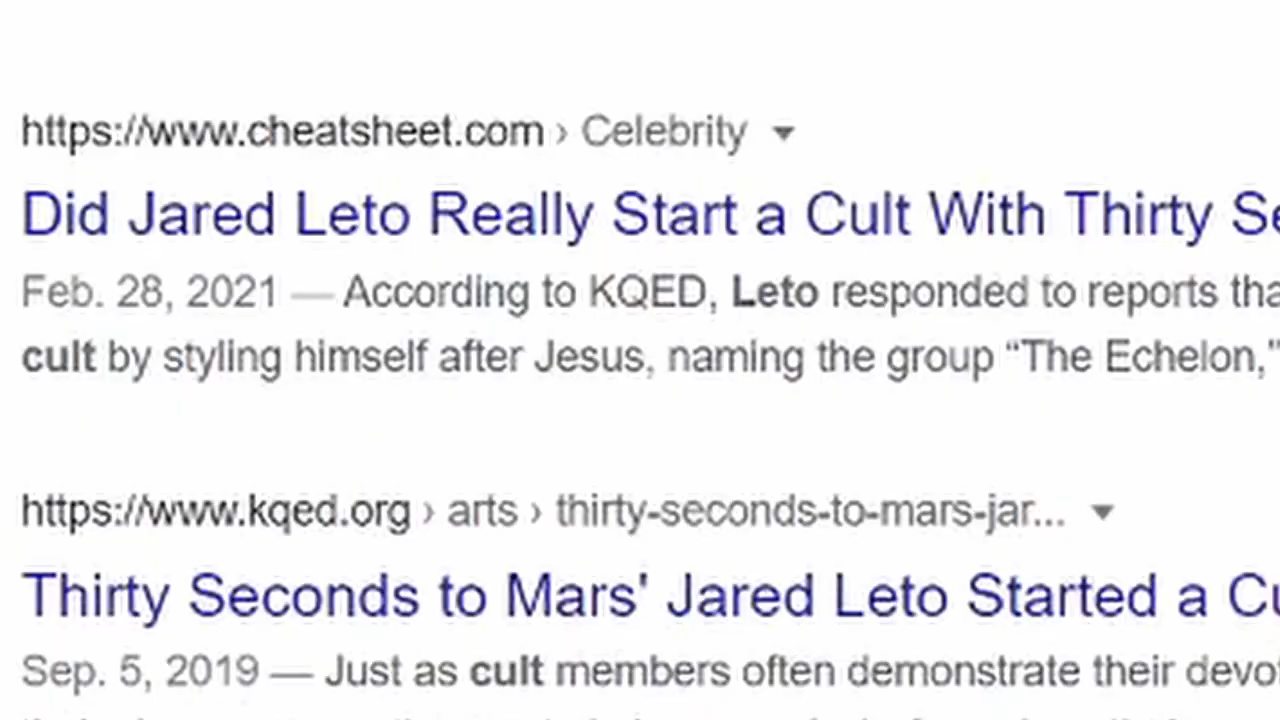 https://www.cheatsheet.com › Celebrity
Did Jared Leto Really Start a Cult With Thirty
Feb. 28, 2021 — According to KQED, Leto responded to reports
cult by styling himself after Jesus, naming the group “The Echelon,”
https://www.kqed.org › arts › thirty-seconds-to-mars-jar...
Thirty Seconds to Mars' Jared Leto Started a
Sep. 5, 2019 — Just as cult members often demonstrate their